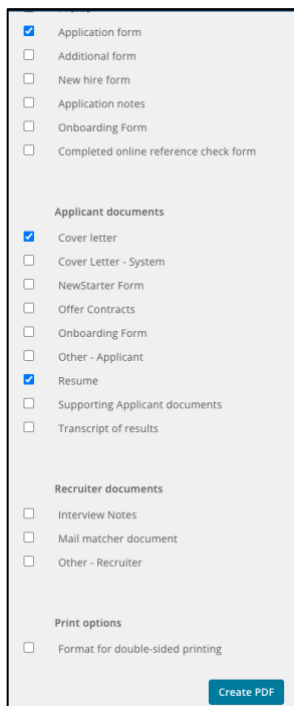 Application form
Additional form
New hire form
Application notes
Onboarding Form
Completed online reference check form
Applicant documents
Cover letter
Cover Letter - System
NewStarter Form
Offer Contracts
Onboarding Form
Other - Applicant
Resume
Supporting Applicant documents
Transcript of results
Recruiter documents
Interview Notes
Mail matcher document
Other - Recruiter
Print options
Format for double-sided printing
Create PDF